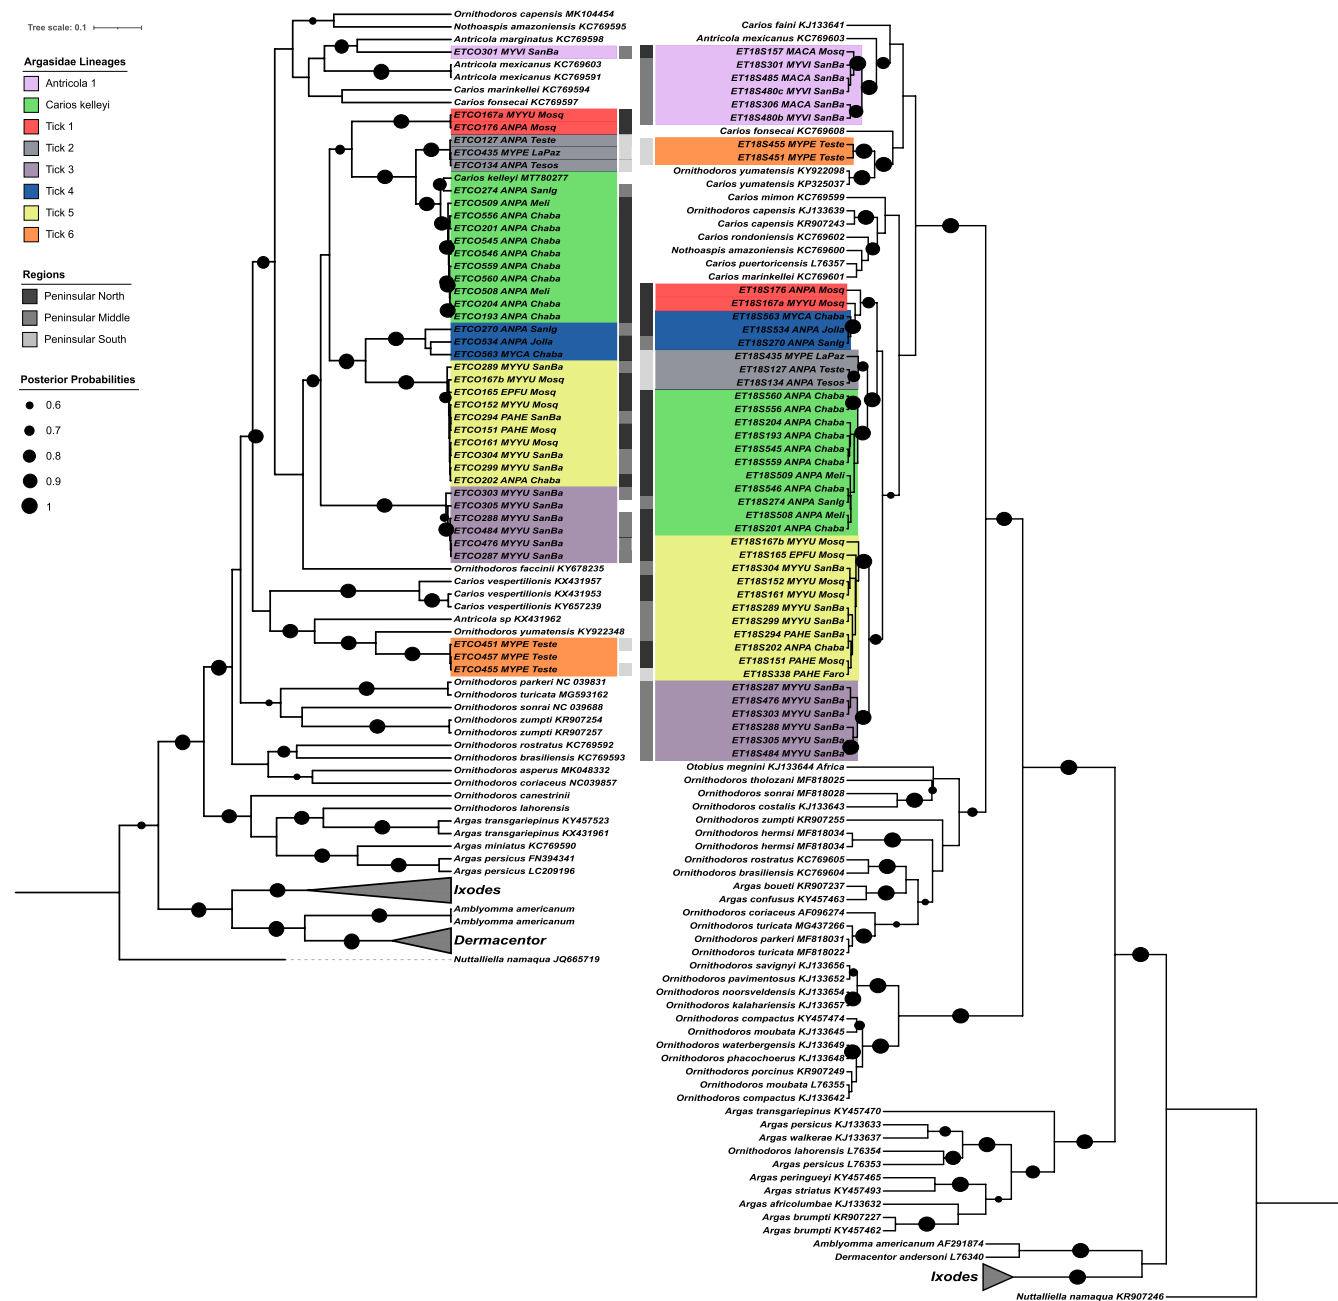 Tree scale: 0.1
Argasidae Lineages
Antricola 1
Carios kelleyi
Tick 1
Tick 2
Tick 3
Tick 4
Tick 5
Tick 6
Regions
Peninsular North
Peninsular Middle
Peninsular South
Posterior Probabilities
0.6
0.7
0.8
0.9
1
Ornithodoros capensis MK104454
Nothoaspis amazoniensis KC769595
Antricola marginatus KC769598
ETCO301 MYVI SanBa
Antricola mexicanus KC769603
Antricola mexicanus KC769591
Carios marinkellei KC769594
Carios fonsecai KC769597
ETCO167a MYYU Mosq
ETCO176 ANPA Mosq
ETCO127 ANPA Teste
ETCO435 MYPE LaPaz
ETCO134 ANPA Tesos
Carios kelleyi MT780277
ETCO274 ANPA SanIg
ETCO509 ANPA Meli
ETCO556 ANPA Chaba
ETCO201 ANPA Chaba
ETCO545 ANPA Chaba
ETCO546 ANPA Chaba
ETCO559 ANPA Chaba
ETCO560 ANPA Chaba
ETCO508 ANPA Meli
ETCO204 ANPA Chaba
ETCO193 ANPA Chaba
ETCO270 ANPA SanIg
ETCO534 ANPA Jolla
ETCO563 MYCA Chaba
ETCO289 MYYU SanBa
ETCO167b MYYU Mosq
ETCO165 EPFU Mosq
ETCO152 MYYU Mosq
ETCO294 PAHE SanBa
ETCO151 PAHE Mosq
ETCO161 MYYU Mosq
ETCO304 MYYU SanBa
ETCO299 MYYU SanBa
ETCO202 ANPA Chaba
ETCO303 MYYU SanBa
ETCO305 MYYU SanBa
ETCO288 MYYU SanBa
ETCO484 MYYU SanBa
ETCO476 MYYU SanBa
ETCO287 MYYU SanBa
Ornithodoros faccinii KY678235
Carios vespertilionis KX431957
Carios vespertilionis KX431953
Carios vespertilionis KY657239
Antricola sp KX431962
Ornithodoros yumatensis KY922348
ETCO451 MYPE Teste
ETCO457 MYPE Teste
ETCO455 MYPE Teste
Ornithodoros parkeri NC 039831
Ornithodoros turicata MG593162
Ornithodoros sonrai NC 039688
Ornithodoros zumpti KR907254
Ornithodoros zumpti KR907257
Ornithodoros rostratus KC769592
Ornithodoros brasiliensis KC769593
Ornithodoros asperus MK048332
Ornithodoros coriaceus NC039857
Ornithodoros canestrinii
Ornithodoros lahorensis
Argas transgariepinus KY457523
Argas transgariepinus KX431961
Argas miniatus KC769590
Argas persicus FN394341
Argas persicus LC209196
Ixodes
Amblyomma americanum
Amblyomma americanum
Dermacentor
Nuttalliella namaqua JQ665719
Carios faini KJ133641
Antricola mexicanus KC769603
ET18S157 MACA Mosq
ET18S301 MYVI SanBa
ET18S485 MACA SanBa
ET18S480c MYVI SanBa
ET18S306 MACA SanBa
ET18S480b MYVI SanBa
Carios fonsecai KC769608
ET18S455 MYPE Teste
ET18S451 MYPE Teste
Ornithodoros yumatensis KY922098
Carios yumatensis KP325037
Carios mimon KC769599
Ornithodoros capensis KJ133639
Carios capensis KR907243
Carios rondoniensis KC769602
Nothoaspis amazoniensis KC769600
Carios puertoricensis L76357
Carios marinkellei KC769601
ET18S176 ANPA Mosq
ET18S167a MYYU Mosq
ET18S563 MYCA Chaba
ET18S534 ANPA Jolla
ET18S270 ANPA SanIg
ET18S435 MYPE LaPaz
ET18S127 ANPA Teste
ET18S134 ANPA Tesos
ET18S560 ANPA Chaba
ET18S556 ANPA Chaba
ET18S204 ANPA Chaba
ET18S193 ANPA Chaba
ET18S545 ANPA Chaba
ET18S559 ANPA Chaba
ET18S509 ANPA Meli
ET18S546 ANPA Chaba
ET18S274 ANPA SanIg
ET18S508 ANPA Meli
ET18S201 ANPA Chaba
ET18S167b MYYU Mosq
ET18S165 EPFU Mosq
ET18S304 MYYU SanBa
ET18S152 MYYU Mosq
ET18S161 MYYU Mosq
ET18S289 MYYU SanBa
ET18S299 MYYU SanBa
ET18S294 PAHE SanBa
ET18S202 ANPA Chaba
ET18S151 PAHE Mosq
ET18S338 PAHE Faro
ET18S287 MYYU SanBa
ET18S476 MYYU SanBa
ET18S303 MYYU SanBa
ET18S288 MYYU SanBa
ET18S305 MYYU SanBa
ET18S484 MYYU SanBa
Otobius megnini KJ133644 Africa
Ornithodoros tholozani MF818025
Ornithodoros sonrai MF818028
Ornithodoros costalis KJ133643
Ornithodoros zumpti KR907255
Ornithodoros hermsi MF818034
Ornithodoros hermsi MF818034
Ornithodoros rostratus KC769605
Ornithodoros brasiliensis KC769604
Argas boueti KR907237
Argas confusus KY457463
Ornithodoros coriaceus AF096274
Ornithodoros turicata MG437266
Ornithodoros parkeri MF818031
Ornithodoros turicata MF818022
Ornithodoros savignyi KJ133656
Ornithodoros pavimentosus KJ133652
Ornithodoros noorsveldensis KJ133654
Ornithodoros kalahariensis KJ133657
Ornithodoros compactus KY457474
Ornithodoros moubata KJ133645
Ornithodoros waterbergensis KJ133649
Ornithodoros phacochoerus KJ133648
Ornithodoros porcinus KR907249
Ornithodoros moubata L76355
Ornithodoros compactus KJ133642
Argas transgariepinus KY457470
Argas persicus KJ133633
Argas walkerae KJ133637
Ornithodoros lahorensis L76354
Argas persicus L76353
Argas peringueyi KY457465
Argas striatus KY457493
Argas africolumbae KJ133632
Argas brumpti KR907227
Argas brumpti KY457462
Amblyomma americanum AF291874
Dermacentor andersoni L76340
Ixodes
Nuttalliella namaqua KR907246